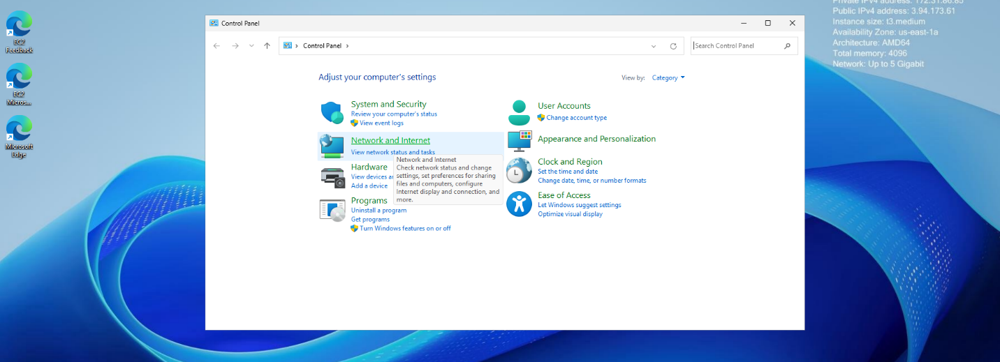 EC2
Feedback
EC2
Micros...
Microsoft
Edge
Control Panel
Control Panel
Search Control Panel
Adjust your computer's settings
View by: Category
System and Security
Review your computer's status
View event logs
Network and Internet
View network status and tasks
Hardware
View devices a
Add a device
Programs
Uninstall a program
Get programs
Turn Windows features on or off
Network and Internet
Check network status and change
settings, set preferences for sharing
files and computers, configure
Internet display and connection, and
more.
User Accounts
Change account type
Appearance and Personalization
Clock and Region
Set the time and date
Change date, time, or number formats
Ease of Access
Let Windows suggest settings
Optimize visual display
Private IPv4 address: 172.31.86.85
Public IPv4 address: 3.94.173.61
Instance size: t3.medium
Availability Zone: us-east-1a
Architecture: AMD64
Total memory: 4096
Network: Up to 5 Gigabit